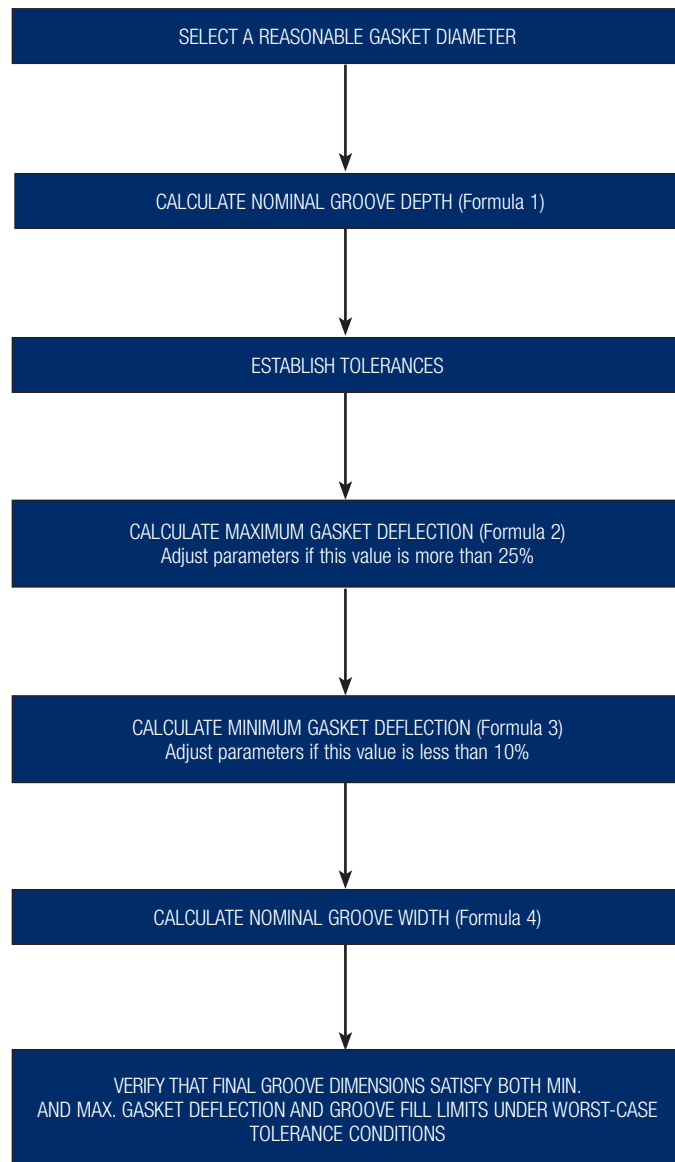 SELECT A REASONABLE GASKET DIAMETER
CALCULATE NOMINAL GROOVE DEPTH (Formula 1)
ESTABLISH TOLERANCES
CALCULATE MAXIMUM GASKET DEFLECTION (Formula 2)
Adjust parameters if this value is more than 25%
CALCULATE MINIMUM GASKET DEFLECTION (Formula 3)
Adjust parameters if this value is less than 10%
CALCULATE NOMINAL GROOVE WIDTH (Formula 4)
VERIFY THAT FINAL GROOVE DIMENSIONS SATISFY BOTH MIN.
AND MAX. GASKET DEFLECTION AND GROOVE FILL LIMITS UNDER WORST-CASE
TOLERANCE CONDITIONS